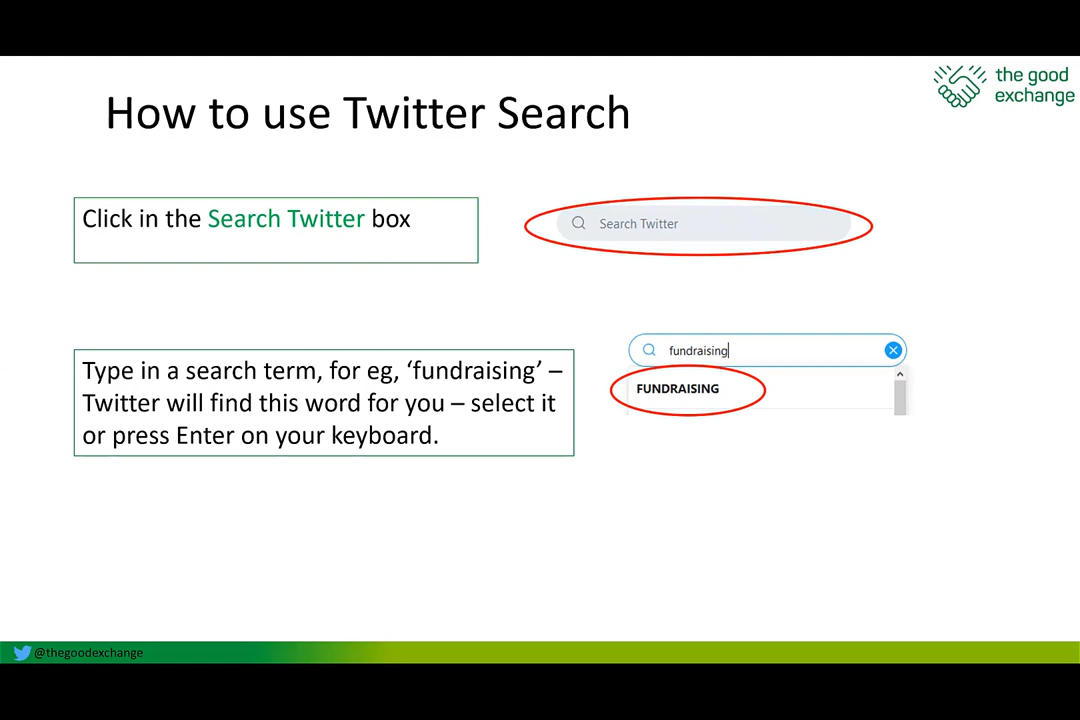 the good
exchange
How to use Twitter Search
Click in the Search Twitter box
Search Twitter
Type in a search term, for eg, ‘fundraising’ –
Twitter will find this word for you – select it
or press Enter on your keyboard.
fundraising
FUNDRAISING
@thegoodexchange